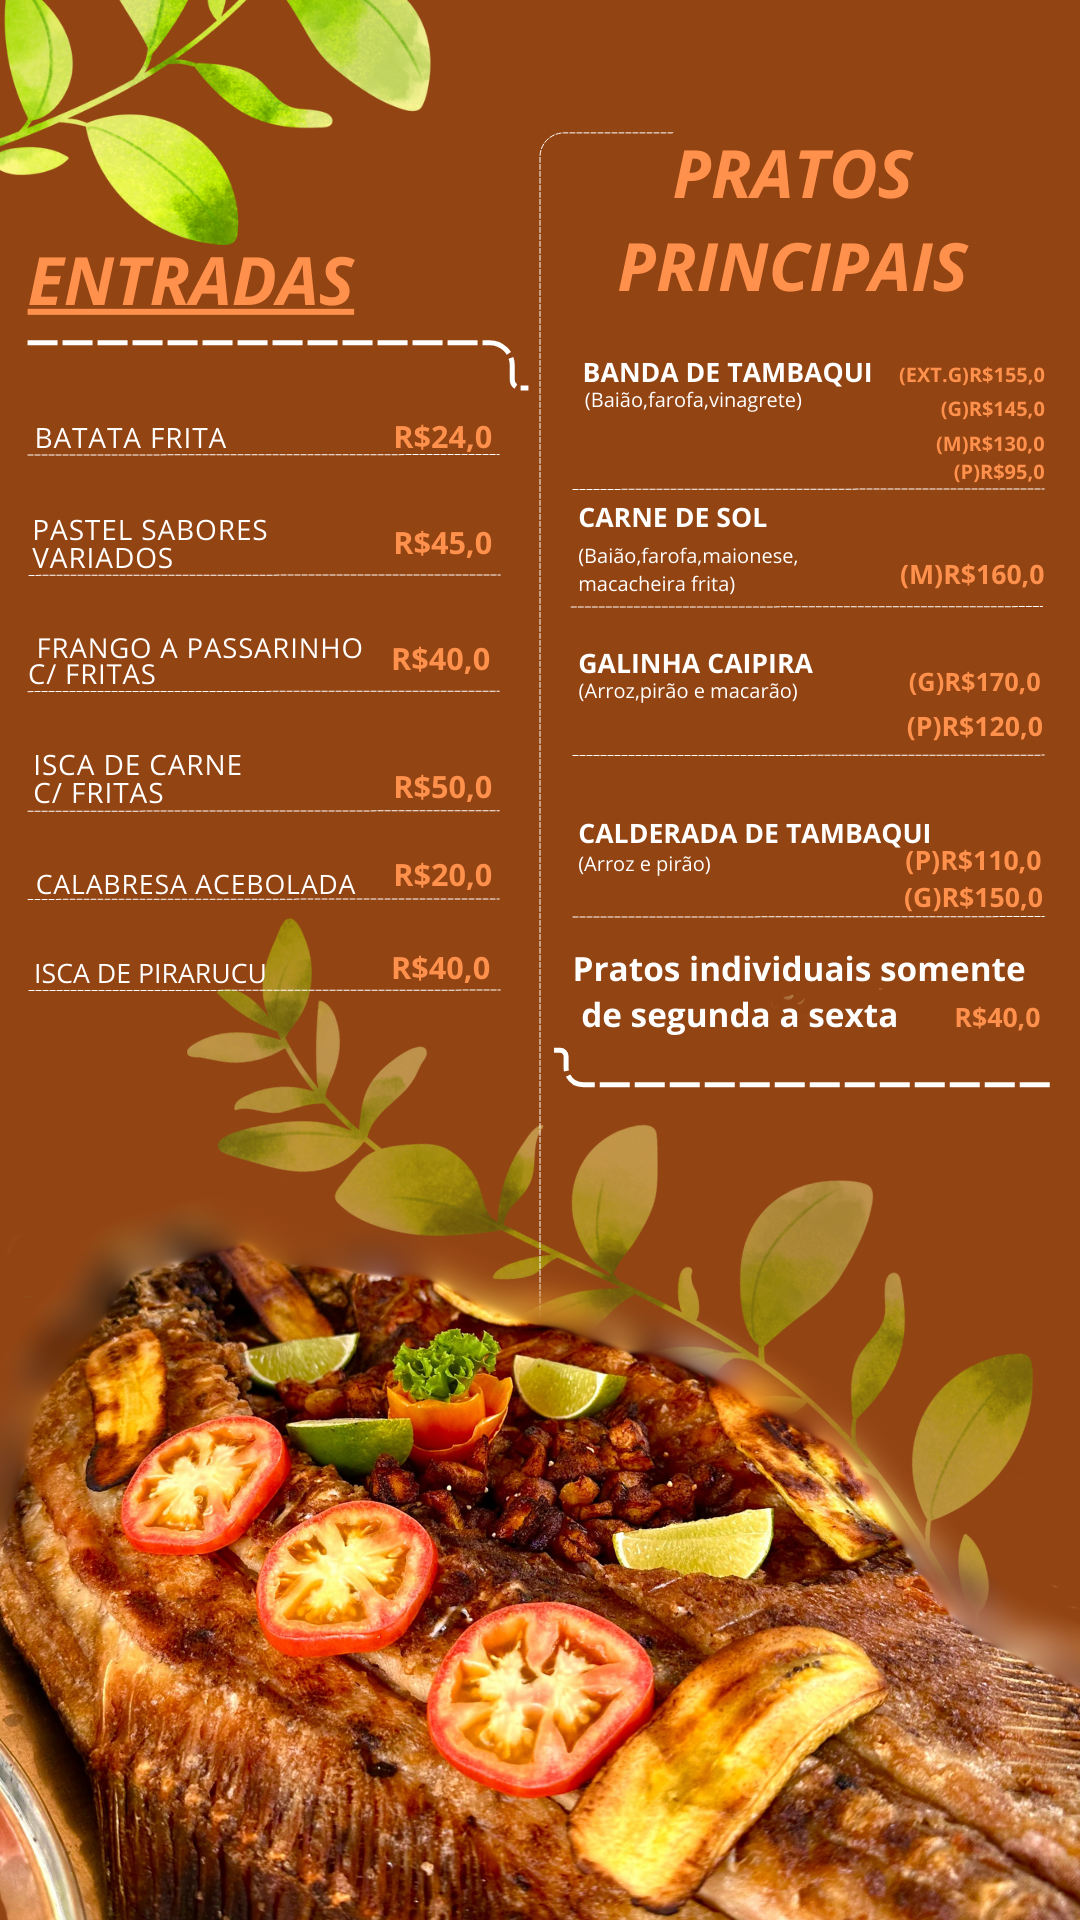 ENTRADAS
BATATA FRITA R$24,0
PASTEL SABORES
VARIADOS R$45,0
FRANGO A PASSARINHO
C/ FRITAS R$40,0
ISCA DE CARNE
C/ FRITAS R$50,0
CALABRESA ACEBOLADA R$20,0
ISCA DE PIRARUCU R$40,0
PRATOS
PRINCIPAIS
BANDA DE TAMBAQUI (EXT.G)R$155,0
(Baião,farofa,vinagrete) (G)R$145,0
(M)R$130,0
(P)R$95,0
CARNE DE SOL
(Baião,farofa,maionese,
macacheira frita) (M)R$160,0
GALINHA CAIPIRA
(Arroz,pirão e macarão) (G)R$170,0
(P)R$120,0
CALDERADA DE TAMBAQUI
(Arroz e pirão) (P)R$110,0
(G)R$150,0
Pratos individuais somente
de segunda a sexta R$40,0